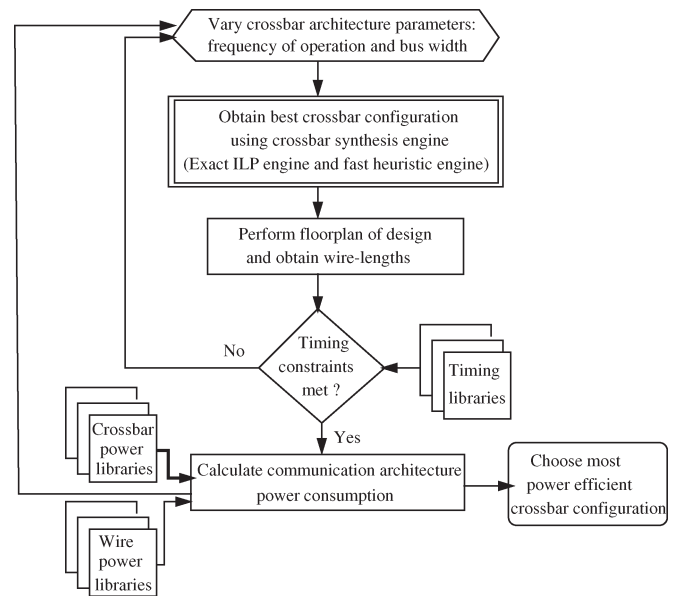 Vary crossbar architecture parameters:
frequency of operation and bus width
Obtain best crossbar configuration
using crossbar synthesis engine
(Exact ILP engine and fast heuristic engine)
Perform floorplan of design
and obtain wire-lengths
No
Timing
constraints
met ?
Timing
libraries
Yes
Crossbar
power
libraries
Calculate communication architecture
power consumption
Choose most
power efficient
crossbar configuration
Wire
power
libraries